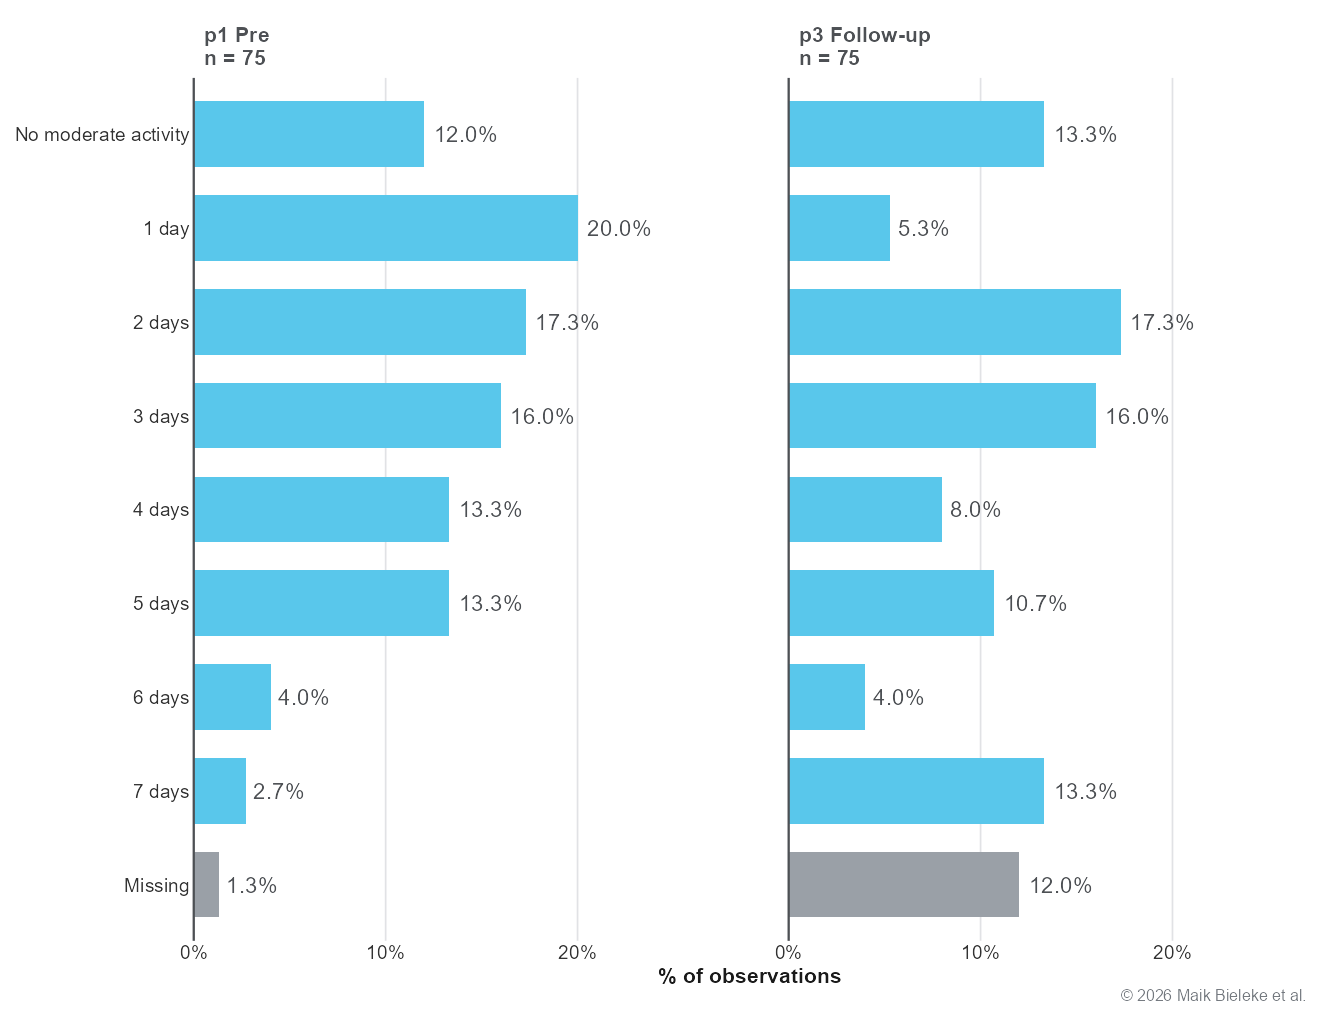 p1 Pre
n = 75
p3 Follow-up
n = 75
No moderate activity 12.0% 13.3%
1 day 20.0% 5.3%
2 days 17.3% 17.3%
3 days 16.0% 16.0%
4 days 13.3% 8.0%
5 days 13.3% 10.7%
6 days 4.0% 4.0%
7 days 2.7% 13.3%
Missing 1.3% 12.0%
0% 10% 20% 0% 10% 20%
% of observations
© 2026 Maik Bieleke et al.